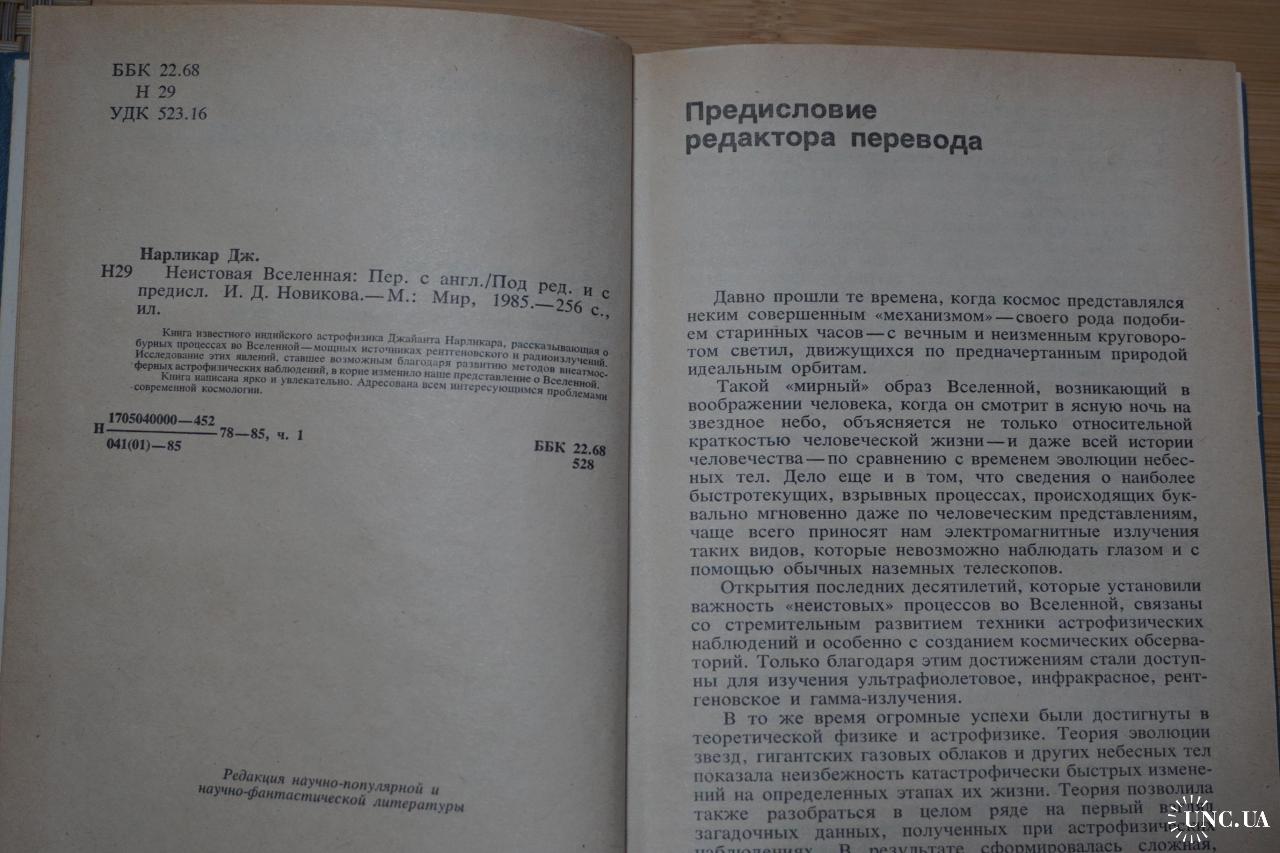 ББК 22.68
Н 29
УДК 523.16
Нарликар Дж.
Н29 Неистовая Вселенная: Пер. с англ./Под ред. и с
предисл. И. Д. Новикова.—М.: Мир, 1985.—256 с.,
ил.
Книга известного индийского астрофизика Джайанта Нарликара, рассказывающая о
бурных процессах во Вселенной—мощных источниках рентгеновского и радиоизлучений.
Исследование этих явлений, ставшее возможным благодаря развитию методов внеатмос-
ферных астрофизических наблюдений, в корне изменило наше представление о Вселенной.
Книга написана ярко и увлекательно. Адресована всем интересующимся проблемами
современной космологии.
1705040000—452
Н 78—85, ч. 1
041(01)—85
ББК 22.68
528
Редакция научно-популярной и
научно-фантастической литературы
Предисловие
редактора перевода
Давно прошли те времена, когда космос представлялся
неким совершенным «механизмом»—своего рода подоби-
ем старинных часов—с вечным и неизменным круговоро-
том светил, движущихся по предначертанным природой
идеальным орбитам.
Такой «мирный» образ Вселенной, возникающий в
воображении человека, когда он смотрит в ясную ночь на
звездное небо, объясняется не только относительной
краткостью человеческой жизни—и даже всей истории
человечества—по сравнению с временем эволюции небес-
ных тел. Дело еще и в том, что сведения о наиболее
быстротекущих, взрывных процессах, происходящих бук-
вально мгновенно даже по человеческим представлениям,
чаще всего приносят нам электромагнитные излучения
таких видов, которые невозможно наблюдать глазом и с
помощью обычных наземных телескопов.
Открытия последних десятилетий, которые установили
важность «неистовых» процессов во Вселенной, связаны
со стремительным развитием техники астрофизических
наблюдений и особенно с созданием космических обсерва-
торий. Только благодаря этим достижениям стали доступ-
ны для изучения ультрафиолетовое, инфракрасное, рент-
геновское и гамма-излучения.
В то же время огромные успехи были достигнуты в
теоретической физике и астрофизике. Теория эволюции
звезд, гигантских газовых облаков и других небесных тел
показала неизбежность катастрофически быстрых измене-
ний на определенных этапах их жизни. Теория позволила
также разобраться в целом ряде на первый взгляд
загадочных данных, полученных при астрофизических
наблюдениях. В результате сформировалась сложная,
UNC.UA